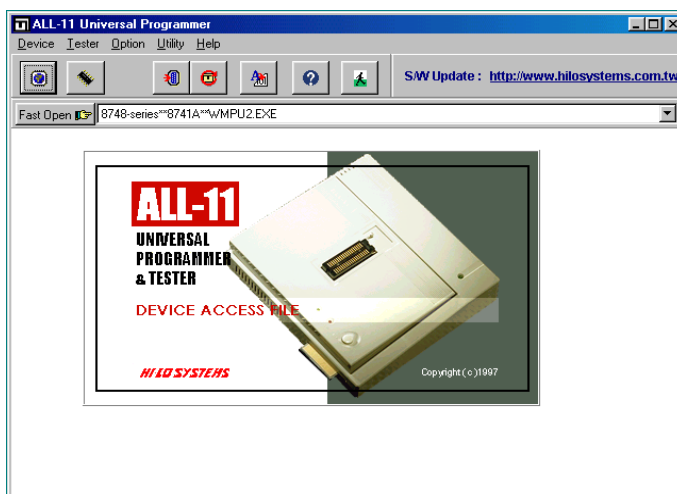 ALL-11 Universal Programmer
Device Tester Option Utility Help
S/W Update : http://www.hilosystems.com.tw
Fast Open 8748-series**8741A**WMPU2.EXE
ALL-11
UNIVERSAL
PROGRAMMER
& TESTER
DEVICE ACCESS FILE
HI LO SYSTEMS
Copyright ( c )1997